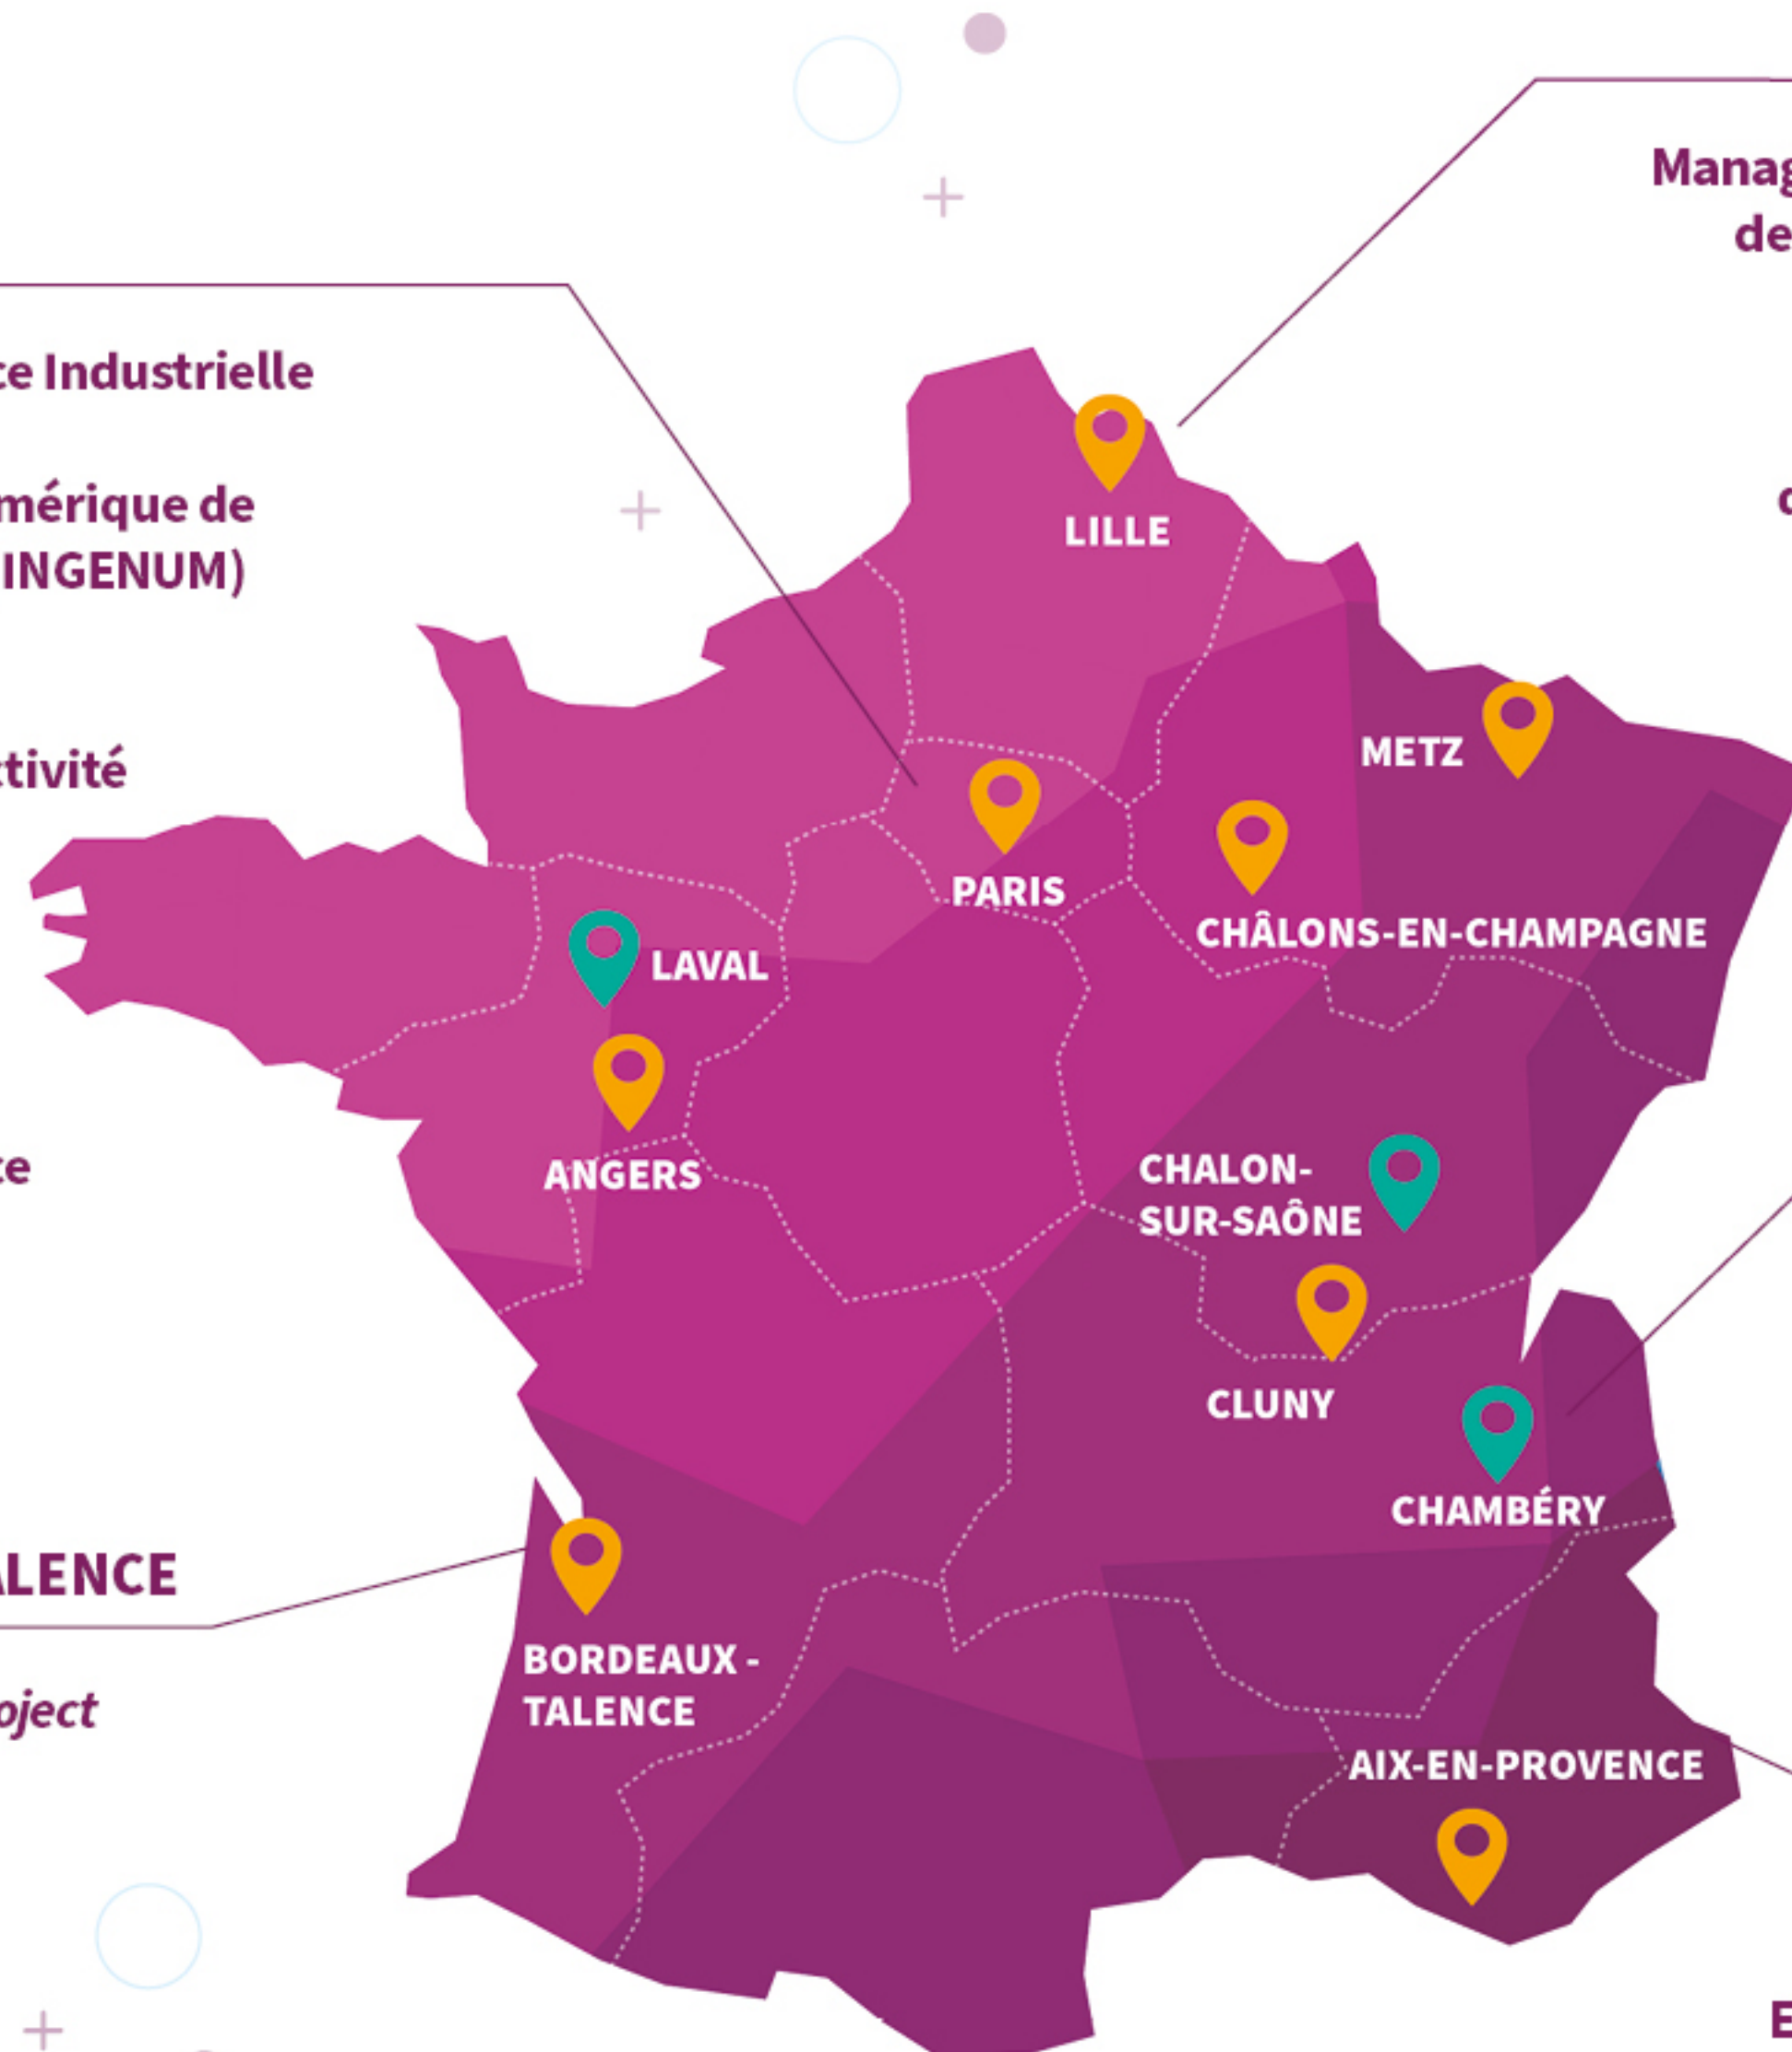 Manag
de
ce Industrielle
mérique de
INGENUM)
LILLE
ctivité
METZ
PARIS
CHÂLONS-EN-CHAMPAGNE
LAVAL
ANGERS
ce
CHALON-
SUR-SAÔNE
CLUNY
CHAMBÉRY
ALENCE
BORDEAUX -
TALENCE
oject
AIX-EN-PROVENCE
E